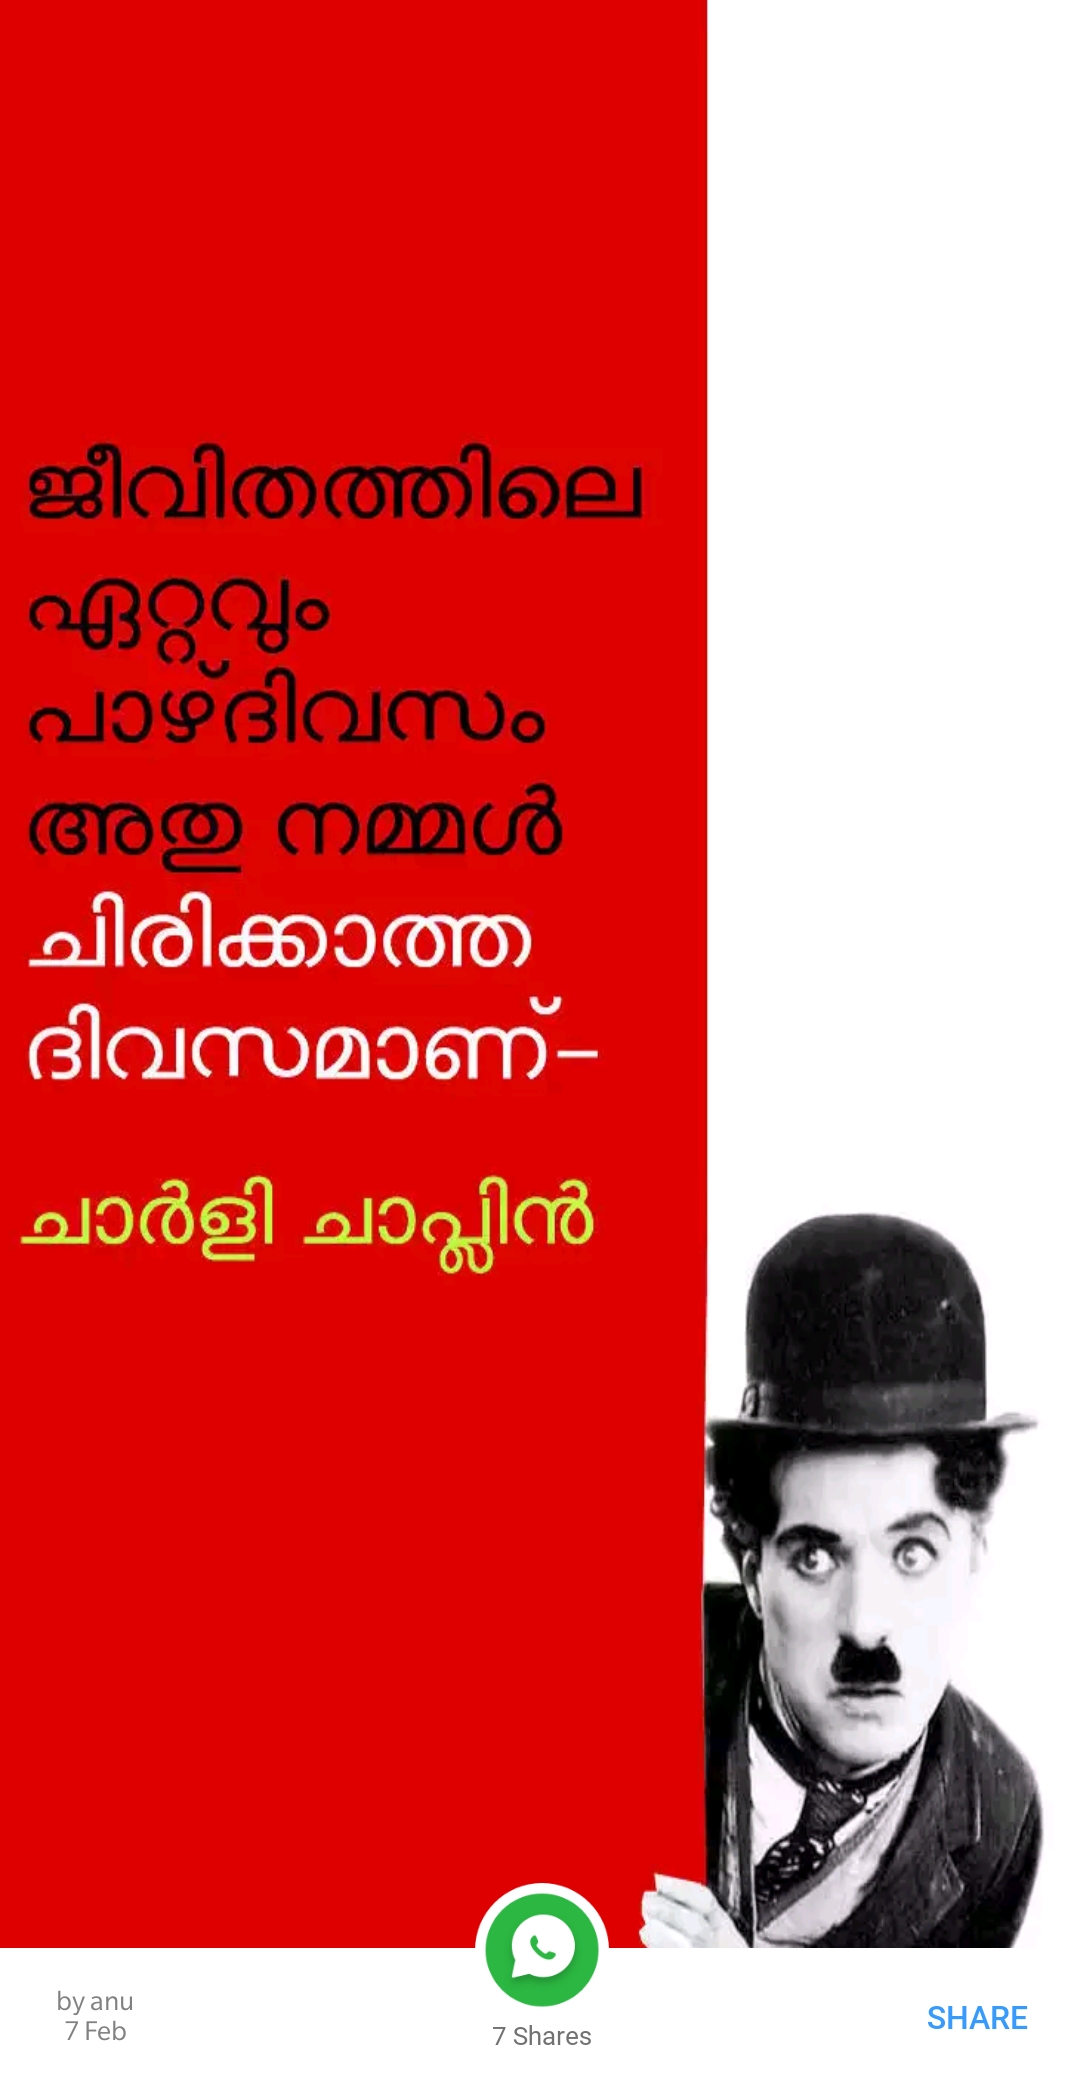 ജീവിതത്തിലെ
ഏറ്റവും
പാഴ്ദിവസം
അതു നമ്മൾ
ചിരിക്കാത്ത
ദിവസമാണ്-
ചാർളി ചാപ്ലിൻ
by anu
7 Feb
7 Shares
SHARE